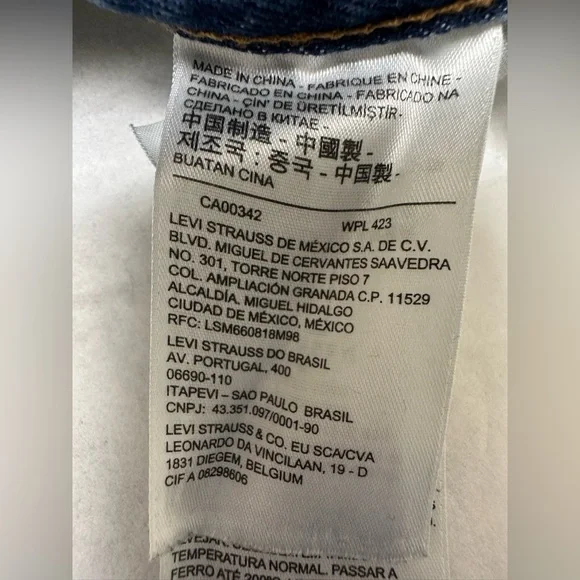 MADE IN CHINA - FABRIQUE EN CHINE -
FABRICADO EN CHINA - FABRICADO NA
CHINA - ÇİN' DE ÜRETİLMİŞTİR-
СДЕЛАНО В КИТАЕ -
中国制造 - 中國製 -
제조국 : 중국 - 中国製 -
BUATAN CINA
CA00342 WPL 423
LEVI STRAUSS DE MÉXICO S.A. DE C.V.
BLVD. MIGUEL DE CERVANTES SAAVEDRA
NO. 301, TORRE NORTE PISO 7
COL. AMPLIACIÓN GRANADA C.P. 11529
ALCALDÍA. MIGUEL HIDALGO
CIUDAD DE MÉXICO, MÉXICO
RFC: LSM660818M98
LEVI STRAUSS DO BRASIL
AV. PORTUGAL, 400
06690-110
ITAPEVI – SAO PAULO BRASIL
CNPJ: 43.351.097/0001-90
LEVI STRAUSS & CO. EU SCA/CVA
LEONARDO DA VINCILAAN, 19 - D
1831 DIEGEM, BELGIUM
CIF A 08298606
TEMPERATURA NORMAL. PASSAR A
FERRO ATÉ